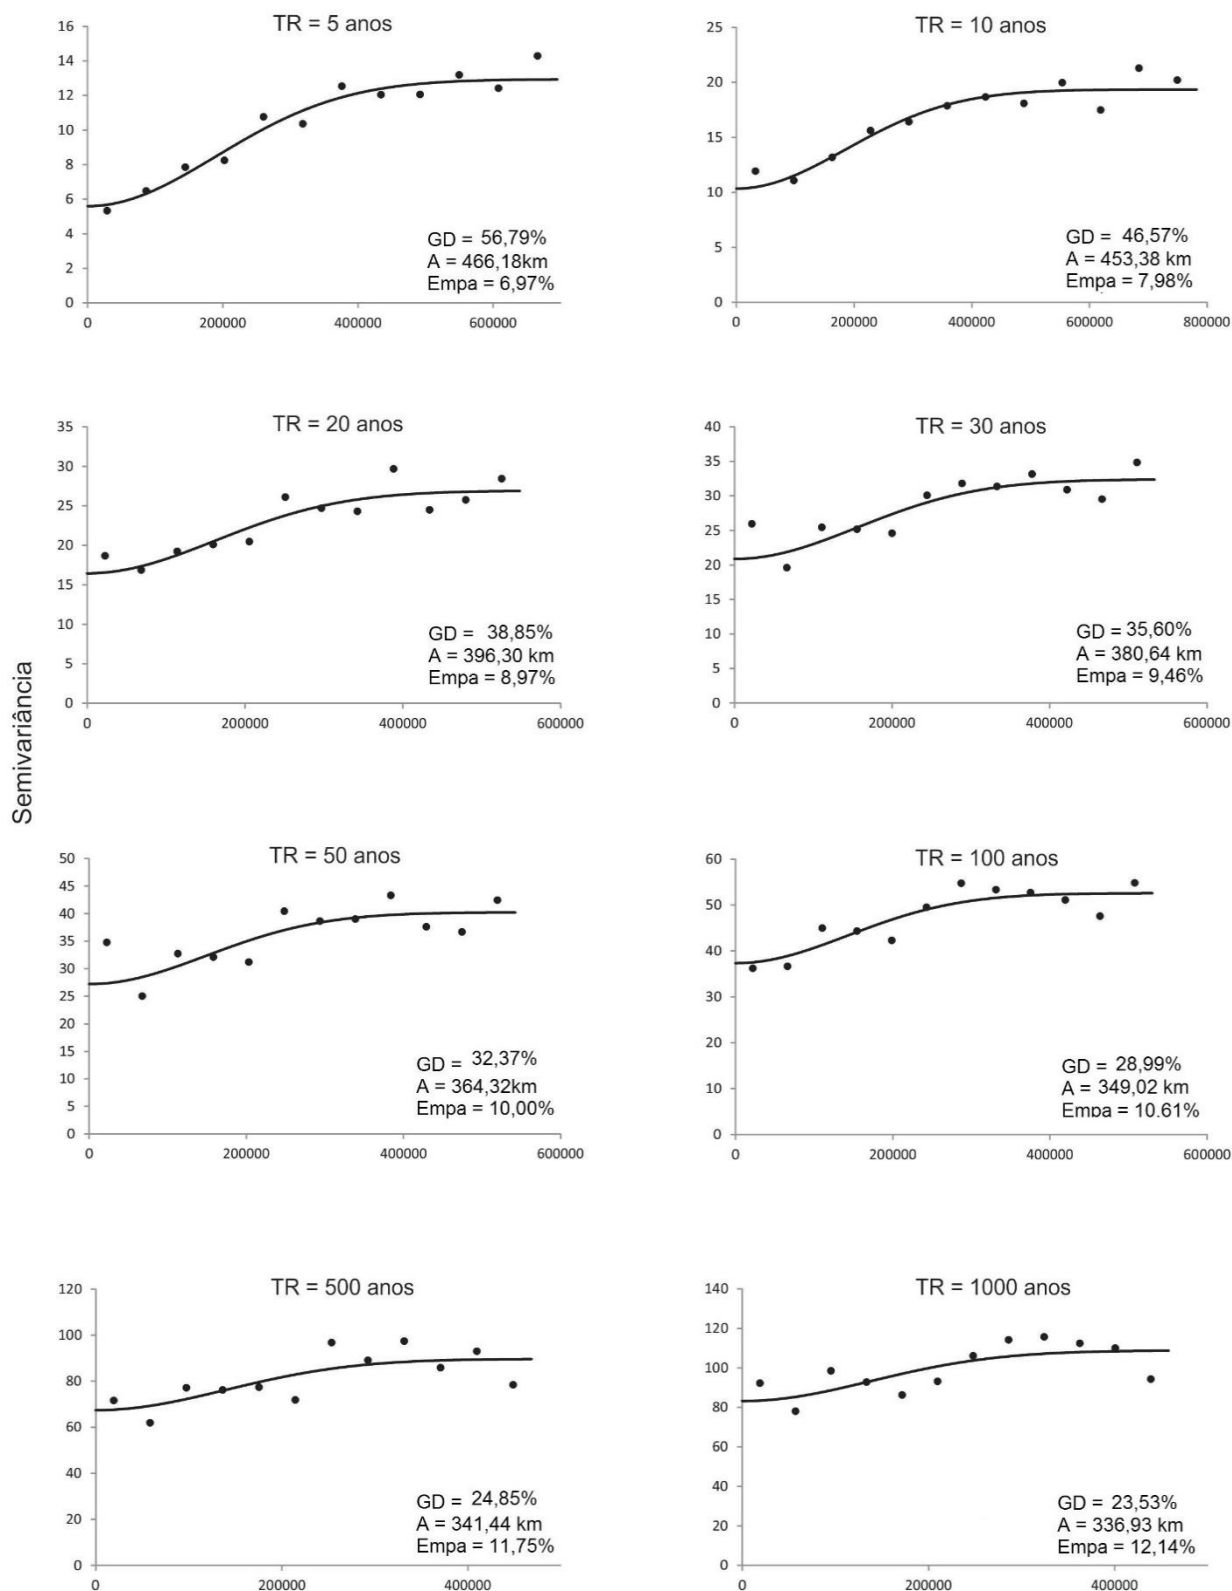 TR = 5 anos
16
14
12
10
8
6
4
2
0
0 200000 400000 600000
GD = 56,79%
A = 466,18km
Empa = 6,97%
TR = 10 anos
25
20
15
10
5
0
0 200000 400000 600000 800000
GD = 46,57%
A = 453,38 km
Empa = 7,98%
Semivariância
TR = 20 anos
35
30
25
20
15
10
5
0
0 200000 400000 600000
GD = 38,85%
A = 396,30 km
Empa = 8,97%
TR = 30 anos
40
35
30
25
20
15
10
5
0
0 200000 400000 600000
GD = 35,60%
A = 380,64 km
Empa = 9,46%
TR = 50 anos
50
45
40
35
30
25
20
15
10
5
0
0 200000 400000 600000
GD = 32,37%
A = 364,32km
Empa = 10,00%
TR = 100 anos
60
50
40
30
20
10
0
0 200000 400000 600000
GD = 28,99%
A = 349,02 km
Empa = 10.61%
TR = 500 anos
120
100
80
60
40
20
0
0 200000 400000
GD = 24,85%
A = 341,44 km
Empa = 11,75%
TR = 1000 anos
140
120
100
80
60
40
20
0
0 200000 400000
GD = 23,53%
A = 336,93 km
Empa = 12,14%